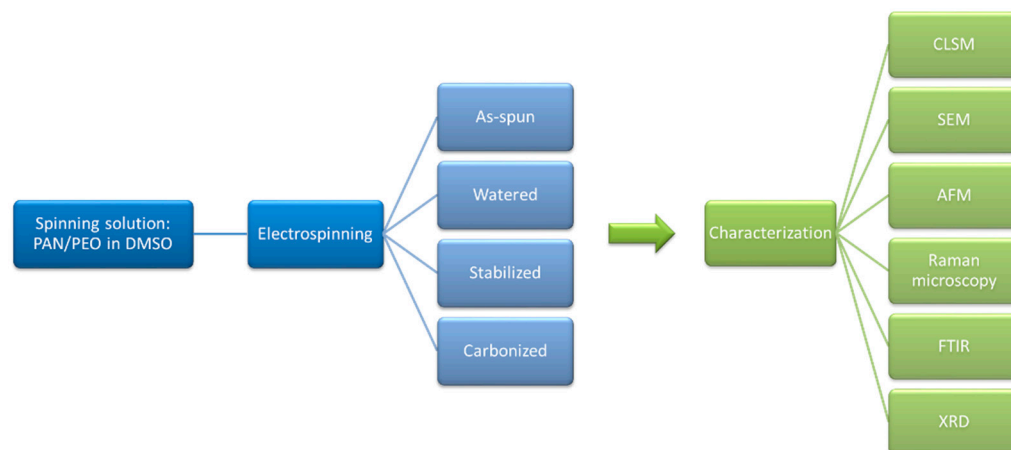 Spinning solution:
PAN/PEO in DMSO
Electrospinning
As-spun
Watered
Stabilized
Carbonized
Characterization
CLSM
SEM
AFM
Raman
microscopy
FTIR
XRD